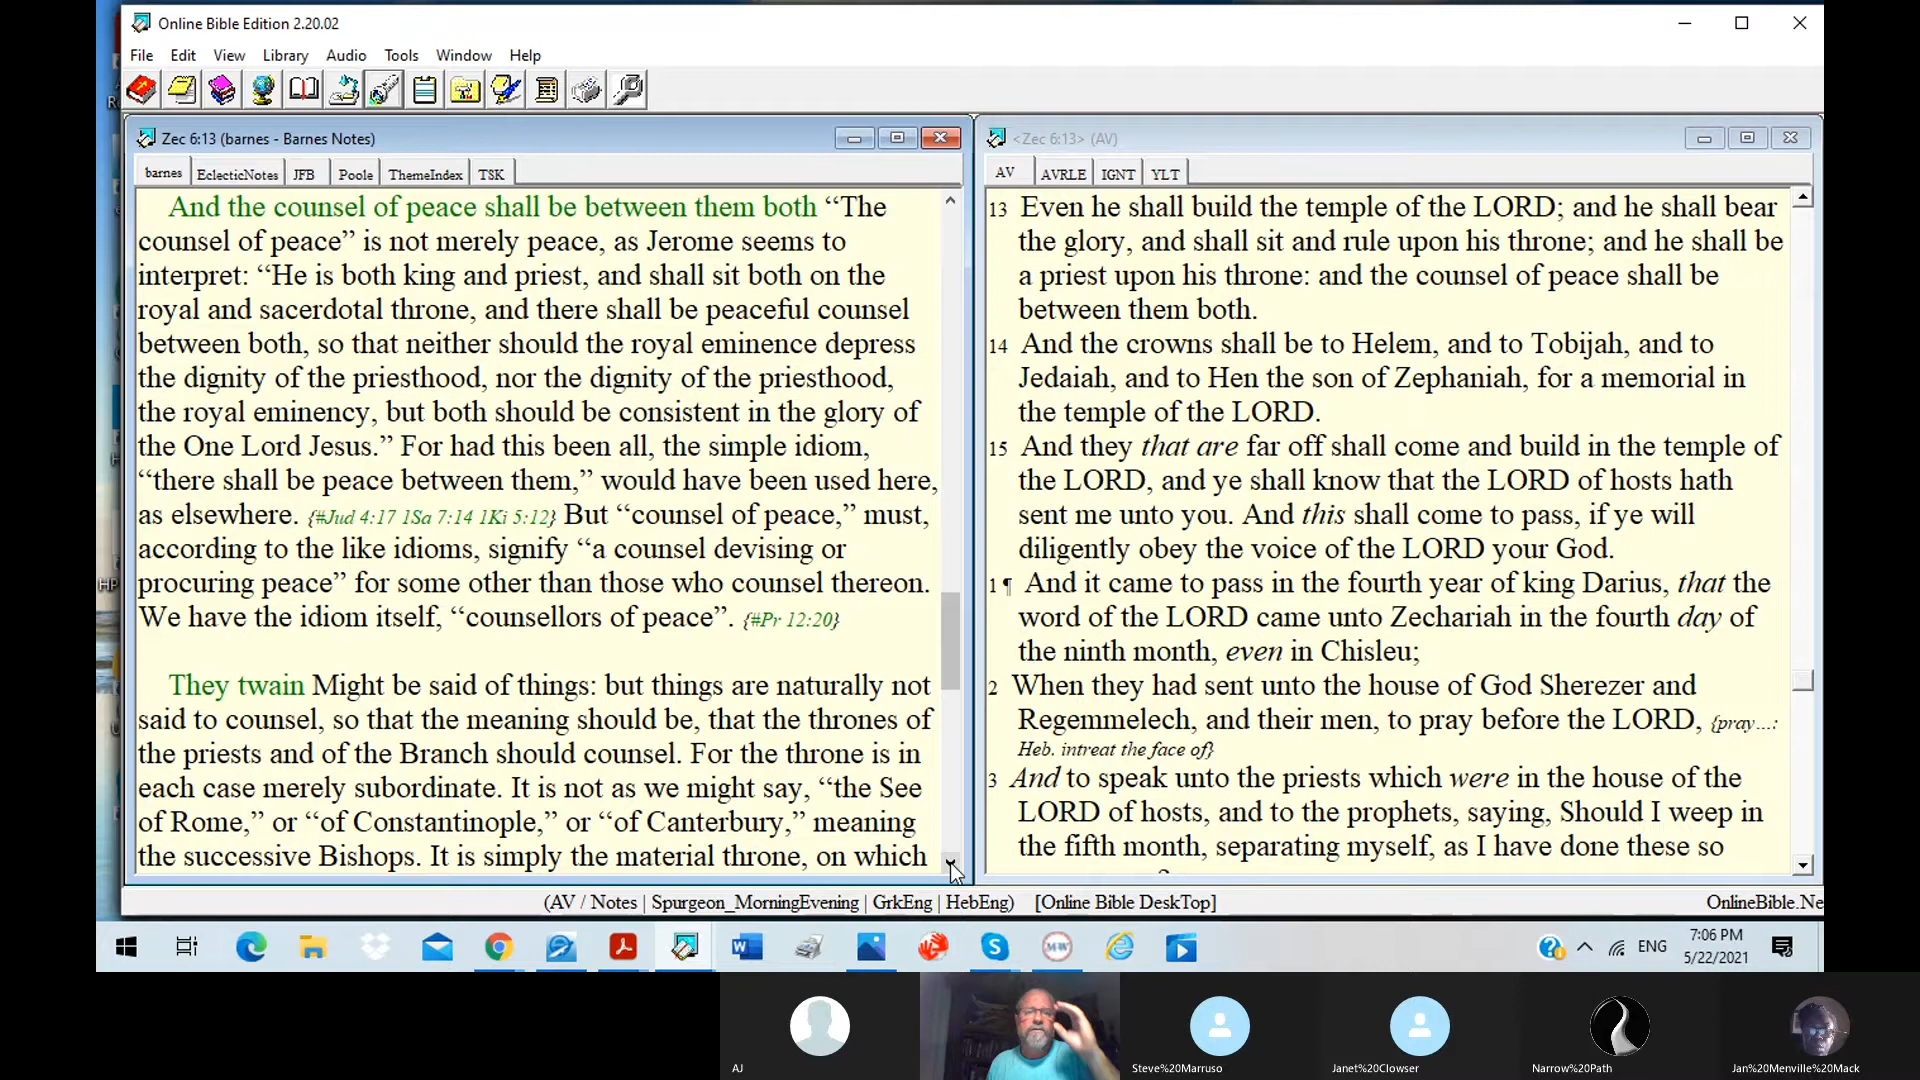 Online Bible Edition 2.20.02
File Edit View Library Audio Tools Window Help
Zec 6:13 (barnes - Barnes Notes)
barnes EclecticNotes JFB Poole ThemeIndex TSK
And the counsel of peace shall be between them both “The
counsel of peace” is not merely peace, as Jerome seems to
interpret: “He is both king and priest, and shall sit both on the
royal and sacerdotal throne, and there shall be peaceful counsel
between both, so that neither should the royal eminence depress
the dignity of the priesthood, nor the dignity of the priesthood,
the royal eminency, but both should be consistent in the glory of
the One Lord Jesus.” For had this been all, the simple idiom,
“there shall be peace between them,” would have been used here,
as elsewhere. {#Jud 4:17 1Sa 7:14 1Ki 5:12} But “counsel of peace,” must,
according to the like idioms, signify “a counsel devising or
procuring peace” for some other than those who counsel thereon.
We have the idiom itself, “counsellors of peace”. {#Pr 12:20}
They twain Might be said of things: but things are naturally not
said to counsel, so that the meaning should be, that the thrones of
the priests and of the Branch should counsel. For the throne is in
each case merely subordinate. It is not as we might say, “the See
of Rome,” or “of Constantinople,” or “of Canterbury,” meaning
the successive Bishops. It is simply the material throne, on which
<Zec 6:13> (AV)
AV AVRLE IGNT YLT
13 Even he shall build the temple of the LORD; and he shall bear
the glory, and shall sit and rule upon his throne; and he shall be
a priest upon his throne: and the counsel of peace shall be
between them both.
14 And the crowns shall be to Helem, and to Tobijah, and to
Jedaiah, and to Hen the son of Zephaniah, for a memorial in
the temple of the LORD.
15 And they that are far off shall come and build in the temple of
the LORD, and ye shall know that the LORD of hosts hath
sent me unto you. And this shall come to pass, if ye will
diligently obey the voice of the LORD your God.
1 ¶ And it came to pass in the fourth year of king Darius, that the
word of the LORD came unto Zechariah in the fourth day of
the ninth month, even in Chisleu;
2 When they had sent unto the house of God Sherezer and
Regemmelech, and their men, to pray before the LORD, {pray...:
Heb. intreat the face of}
3 And to speak unto the priests which were in the house of the
LORD of hosts, and to the prophets, saying, Should I weep in
the fifth month, separating myself, as I have done these so
(AV / Notes | Spurgeon_MorningEvening | GrkEng | HebEng) [Online Bible DeskTop] OnlineBible.Ne
HP
ENG
7:06 PM
5/22/2021
AJ
Steve%20Marruso
Janet%20Clowser
Narrow%20Path
Jan%20Menville%20Mack